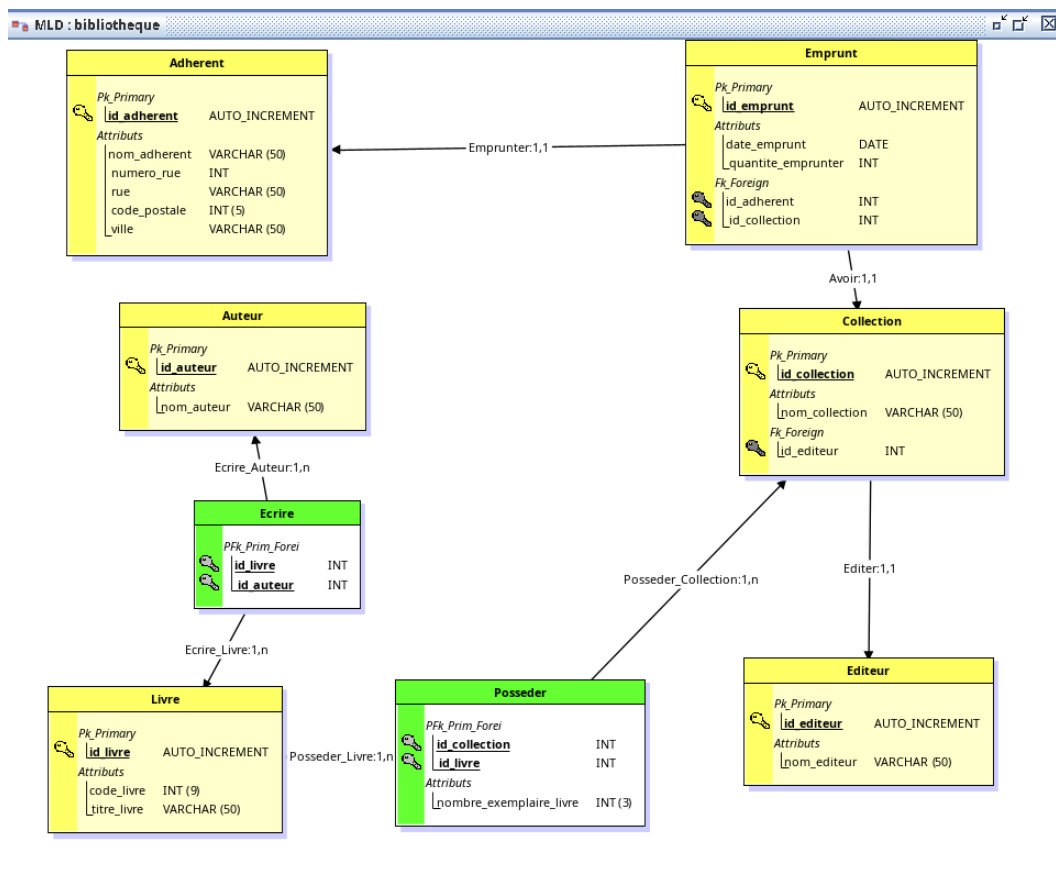 MLD : bibliotheque
Adherent
Pk_Primary
id_adherent AUTO_INCREMENT
Attributs
nom_adherent VARCHAR (50)
numero_rue INT
rue VARCHAR (50)
code_postale INT (5)
ville VARCHAR (50)
Emprunter:1,1
Emprunt
Pk_Primary
id_emprunt AUTO_INCREMENT
Attributs
date_emprunt DATE
quantite_emprunter INT
Fk_Foreign
id_adherent INT
id_collection INT
Avoir:1,1
Auteur
Pk_Primary
id_auteur AUTO_INCREMENT
Attributs
nom_auteur VARCHAR (50)
Collection
Pk_Primary
id_collection AUTO_INCREMENT
Attributs
nom_collection VARCHAR (50)
Fk_Foreign
id_editeur INT
Ecrire_Auteur:1,n
Ecrire
PFk_Prim_Forei
id_livre INT
id_auteur INT
Posseder_Collection:1,n
Editer:1,1
Ecrire_Livre:1,n
Livre
Pk_Primary
id_livre AUTO_INCREMENT
Attributs
code_livre INT (9)
titre_livre VARCHAR (50)
Posseder_Livre:1,n
Posseder
PFk_Prim_Forei
id_collection INT
id_livre INT
Attributs
nombre_exemplaire_livre INT (3)
Editeur
Pk_Primary
id_editeur AUTO_INCREMENT
Attributs
nom_editeur VARCHAR (50)